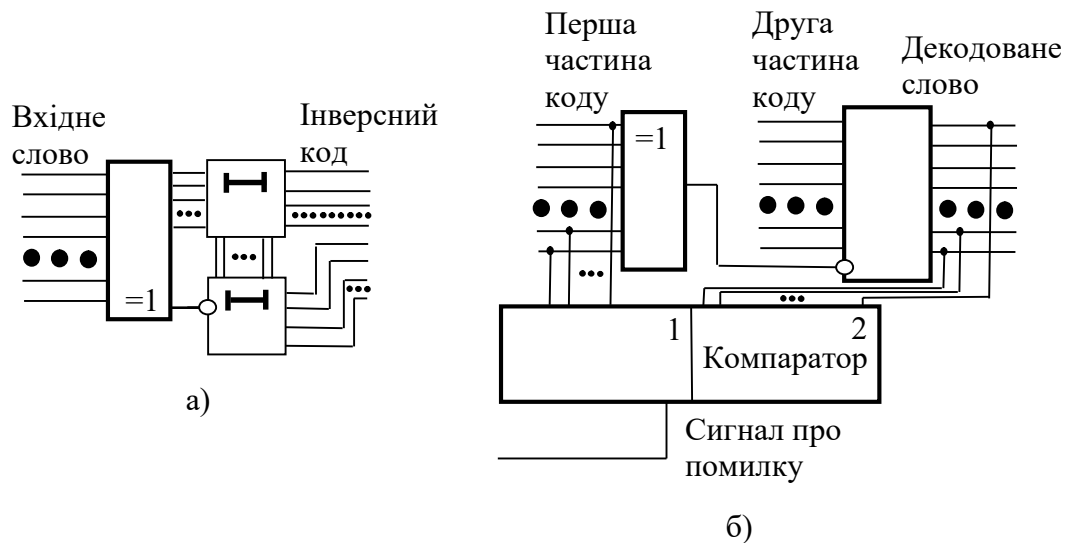 Вхідне
слово
Інверсний
код
=1
а)
Перша
частина
коду
Друга
частина
коду
Декодоване
слово
=1
1
2
Компаратор
Сигнал про
помилку
б)